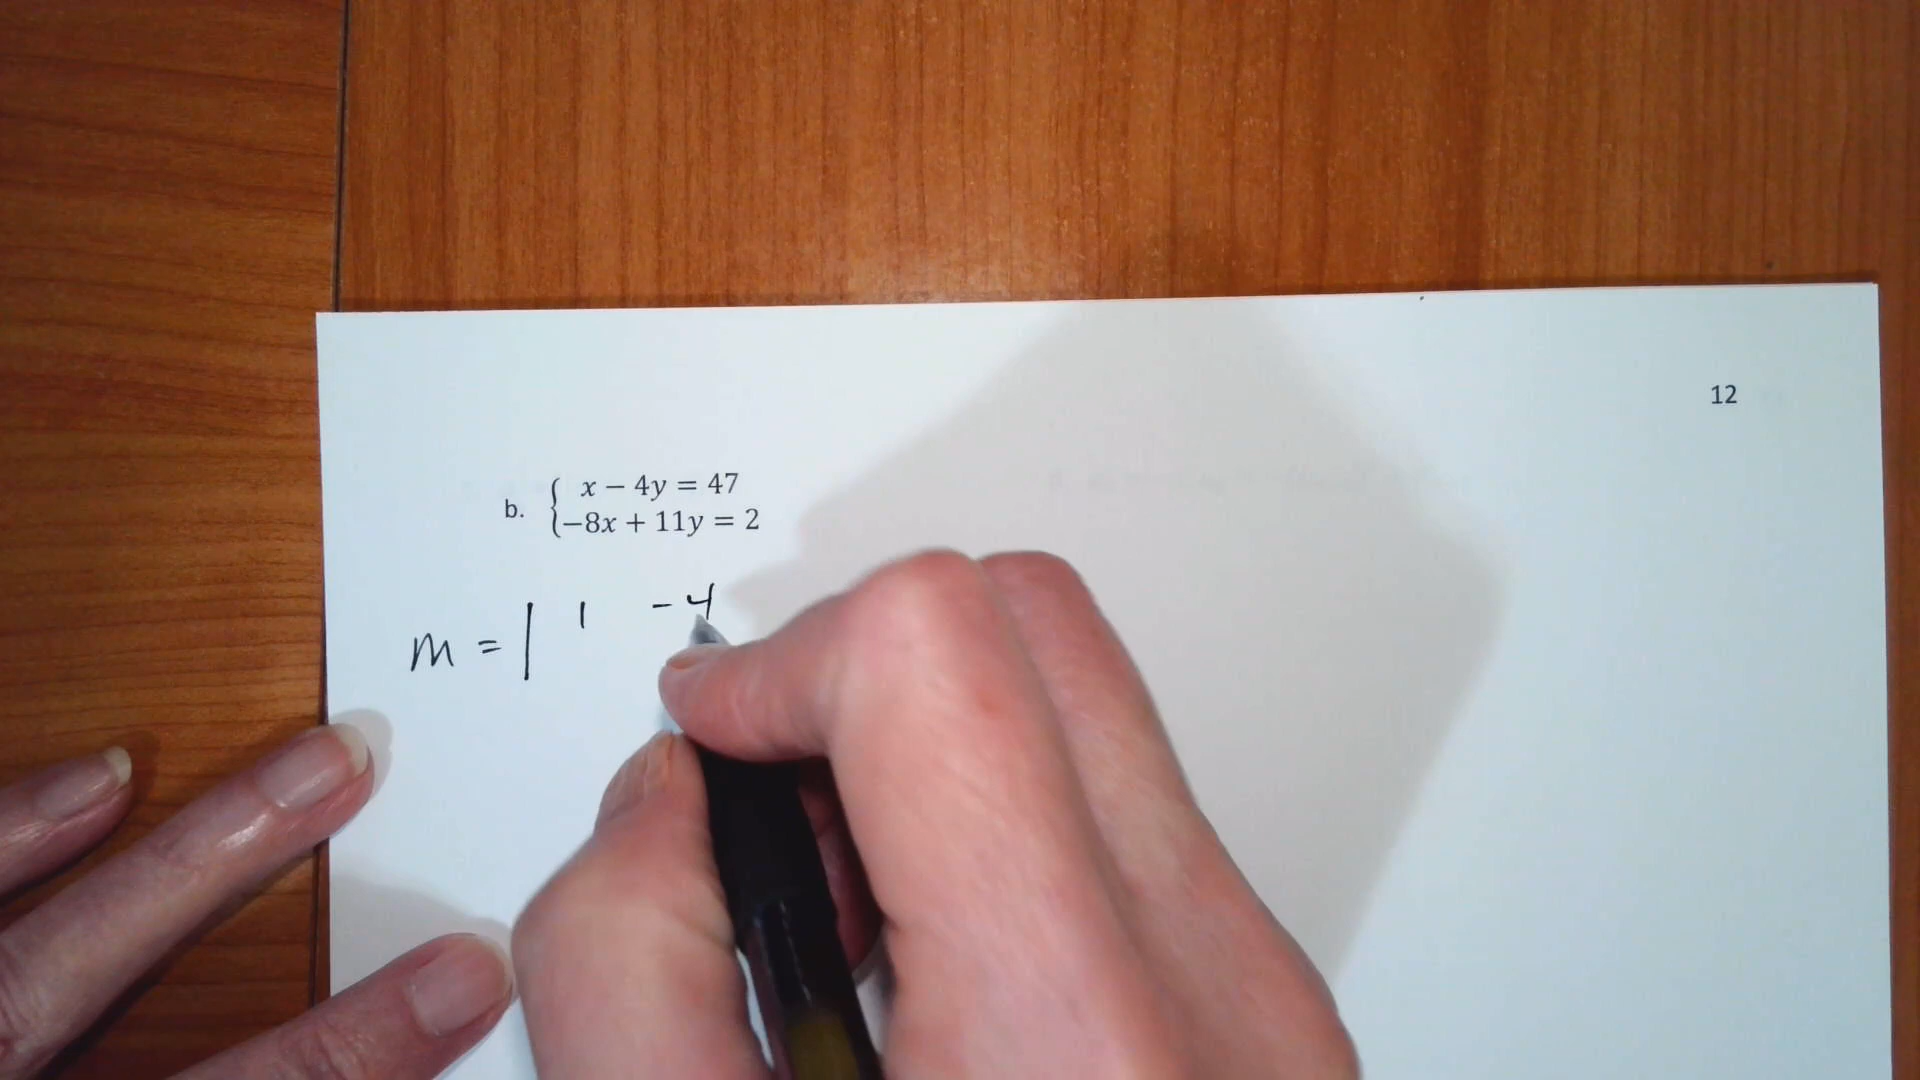 12
b. { x − 4y = 47
−8x + 11y = 2
m = | 1 -4